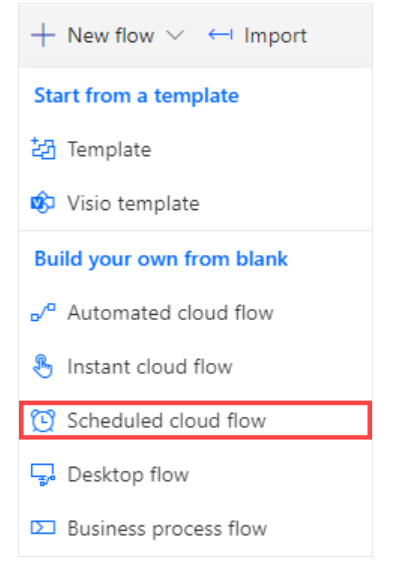 New flow Import
Start from a template
Template
Visio template
Build your own from blank
Automated cloud flow
Instant cloud flow
Scheduled cloud flow
Desktop flow
Business process flow